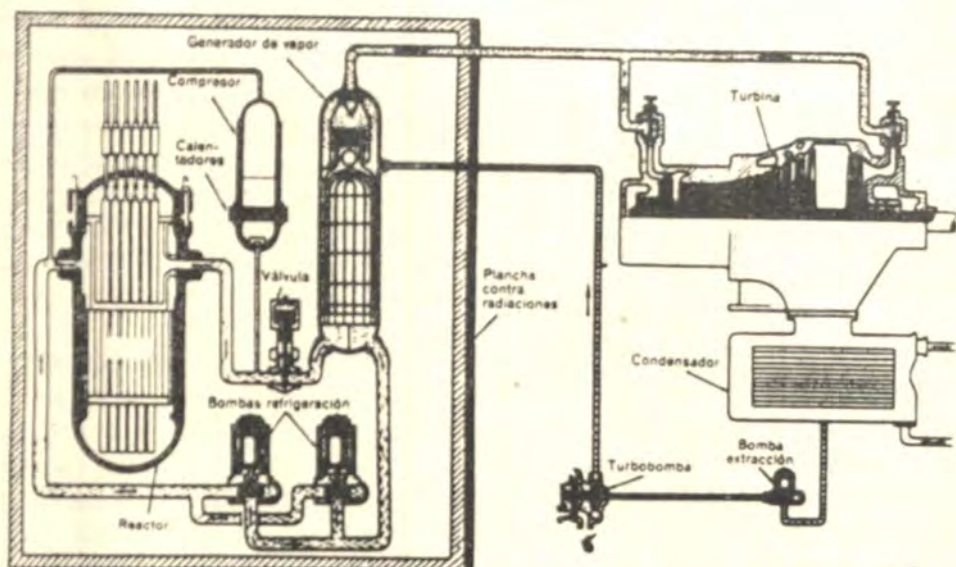 Generador de vapor
Compresor
Calen-
tadores
Válvula
Bombas refrigeración
Reactor
Plancha
contra
radiaciones
Turbina
Condensador
Bomba
extracción
Turbobomba